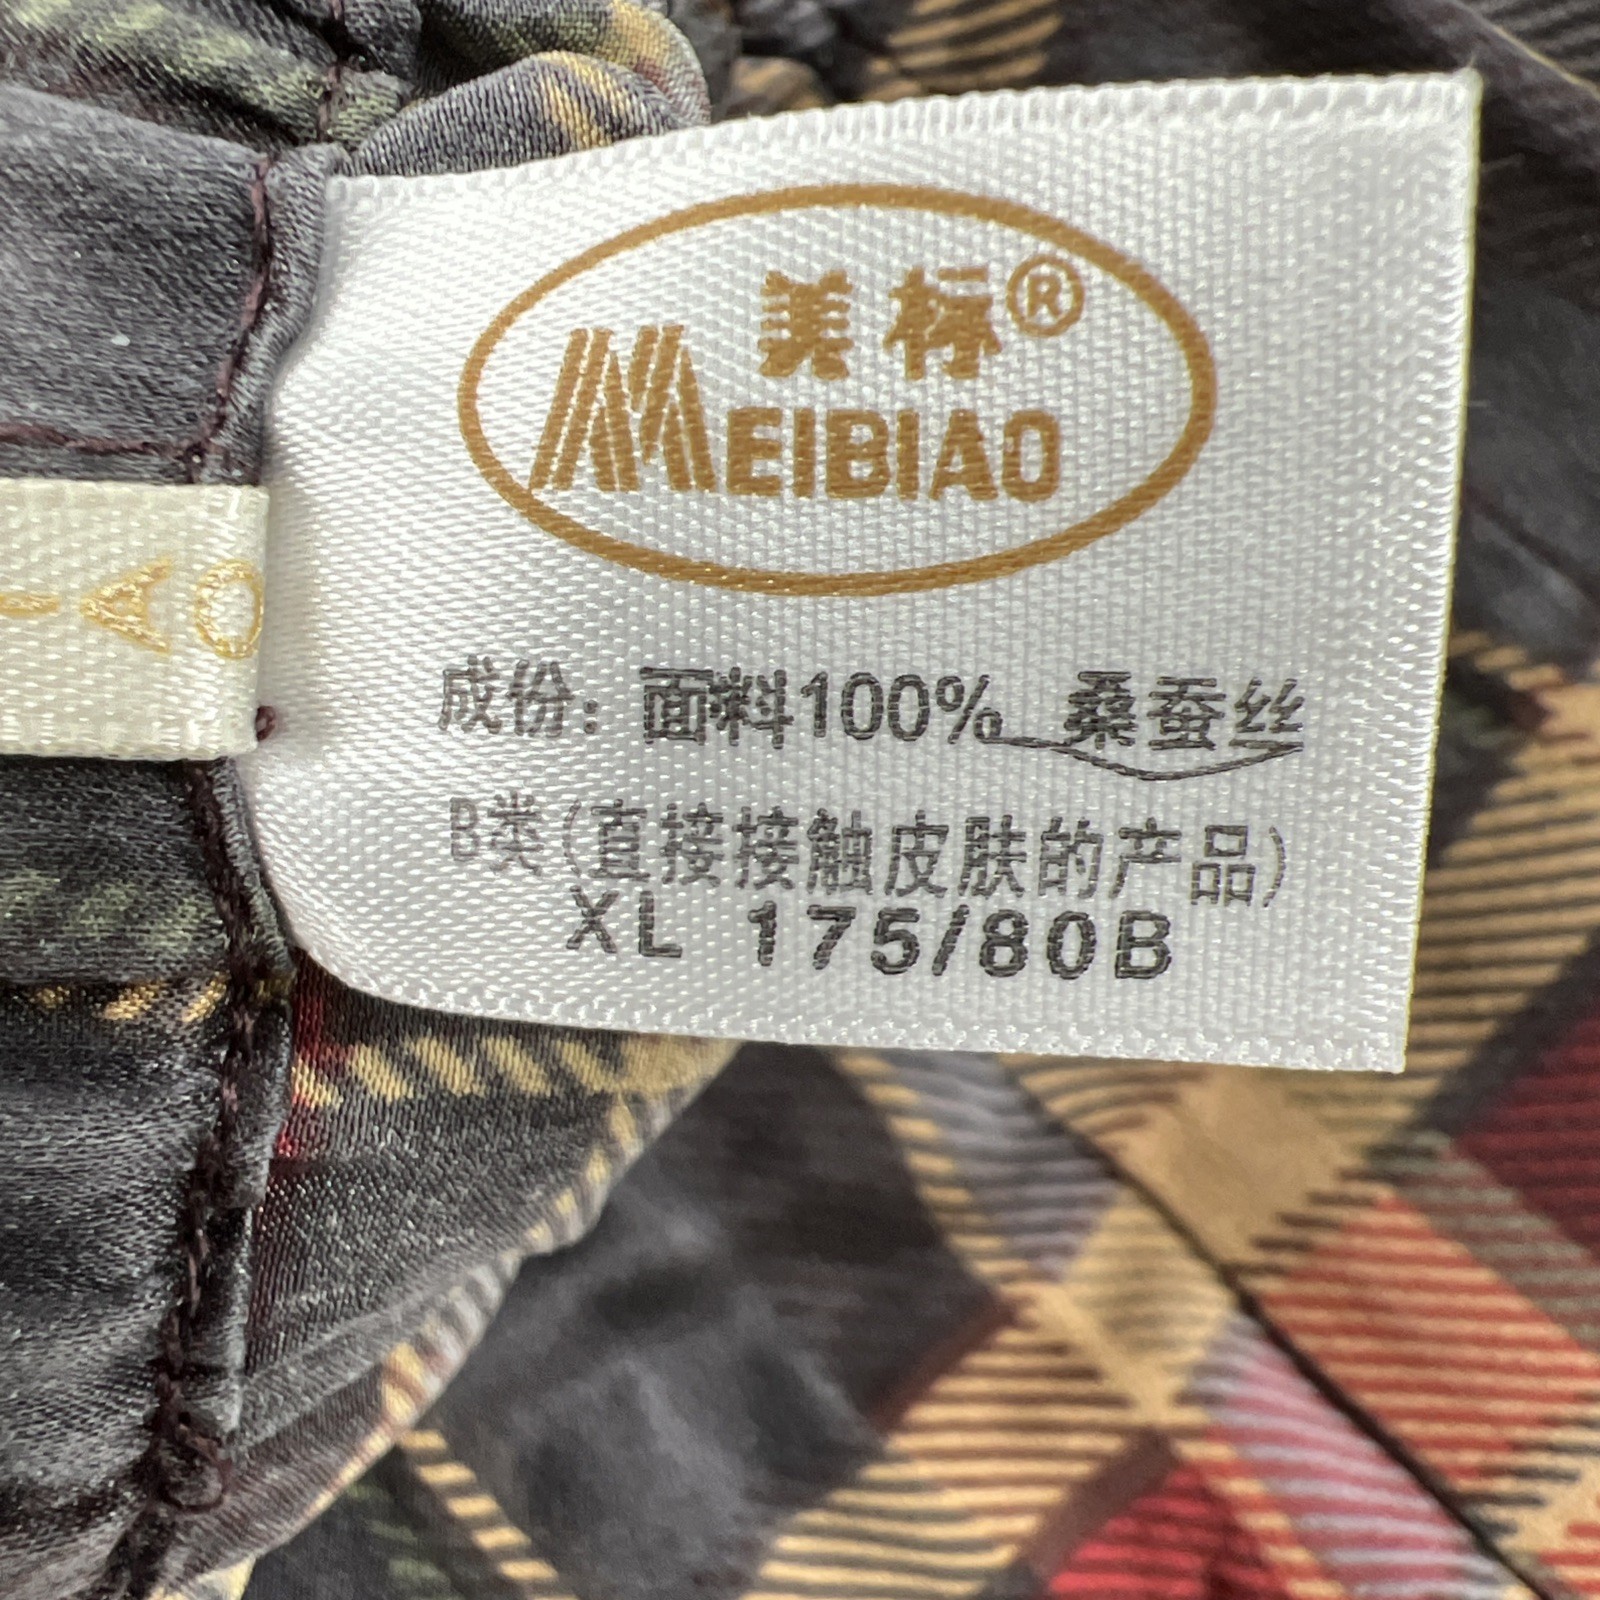 美标®
MEIBIAO
IAO
成份：面料100% 桑蚕丝
B类(直接接触皮肤的产品)
XL 175/80B